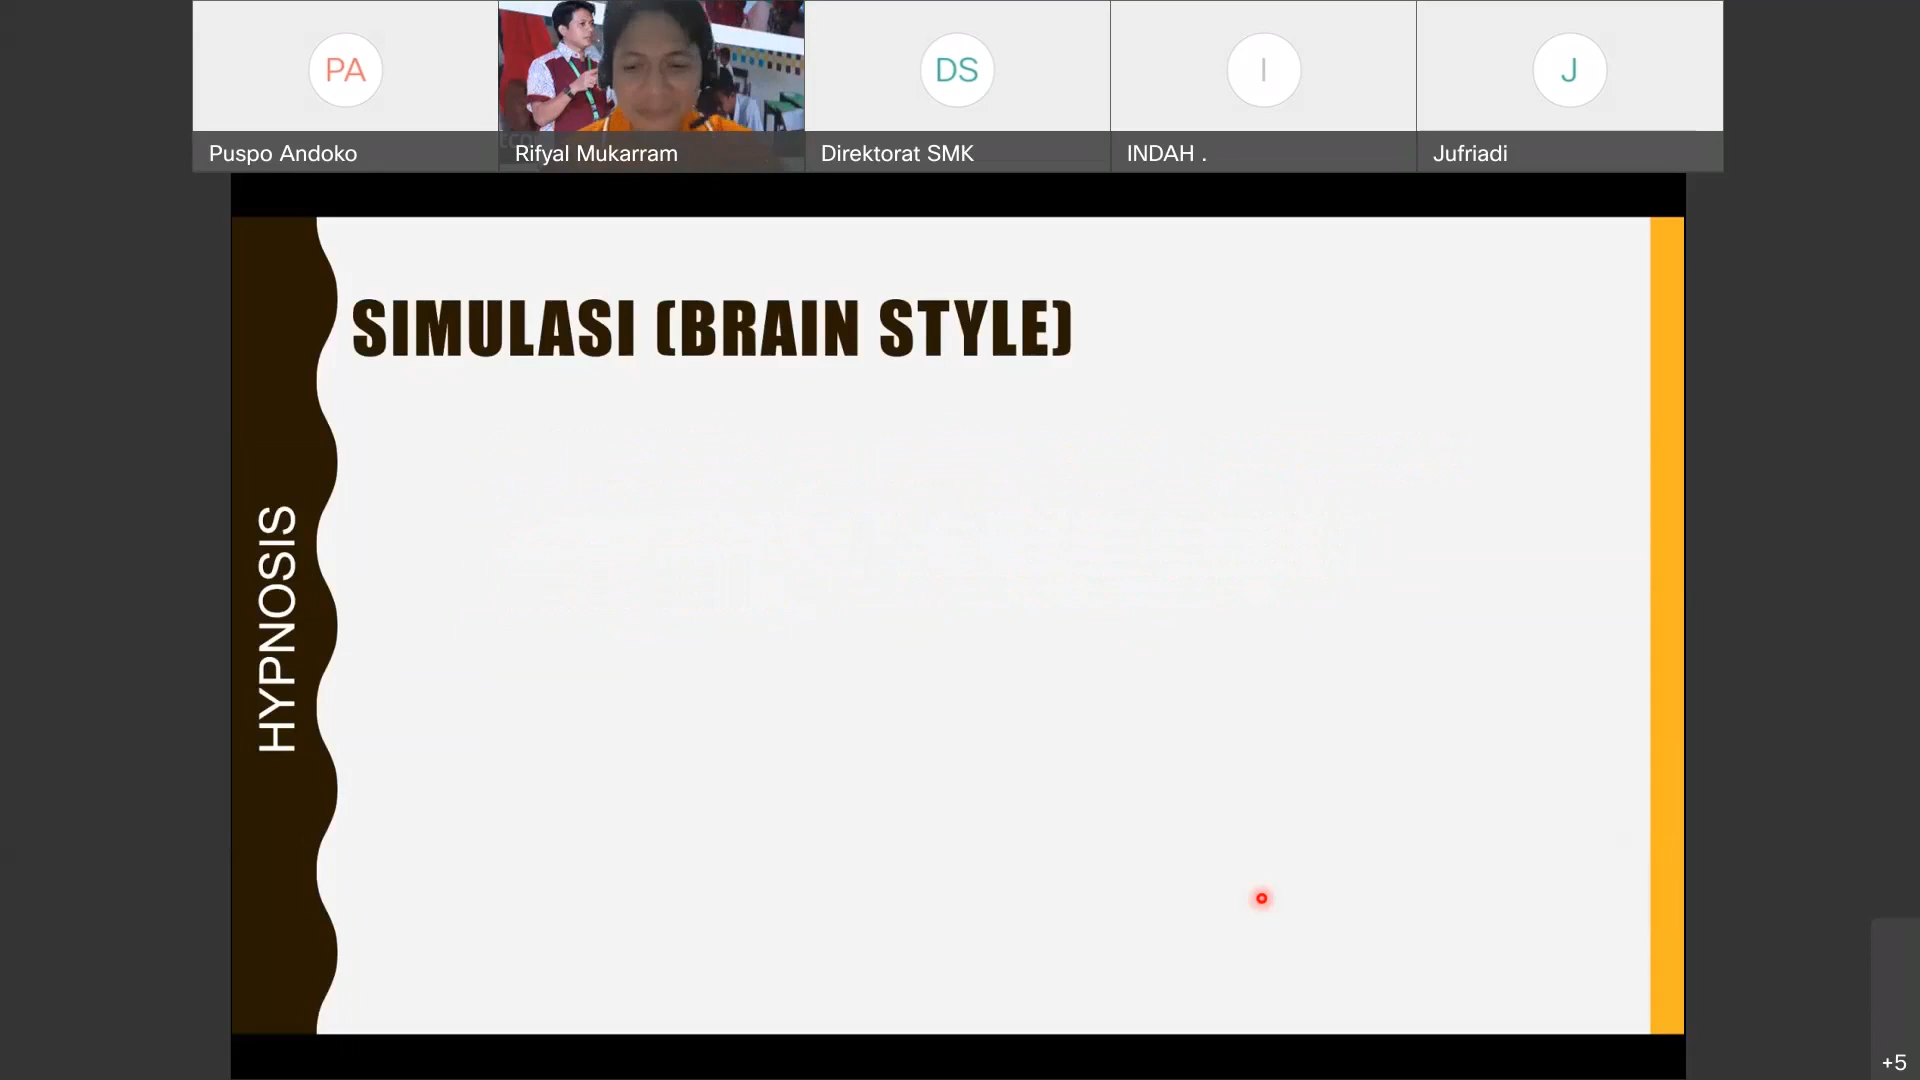 PA
DS
I
J
Puspo Andoko
Rifyal Mukarram
Direktorat SMK
INDAH .
Jufriadi
SIMULASI (BRAIN STYLE)
HYPNOSIS
+5